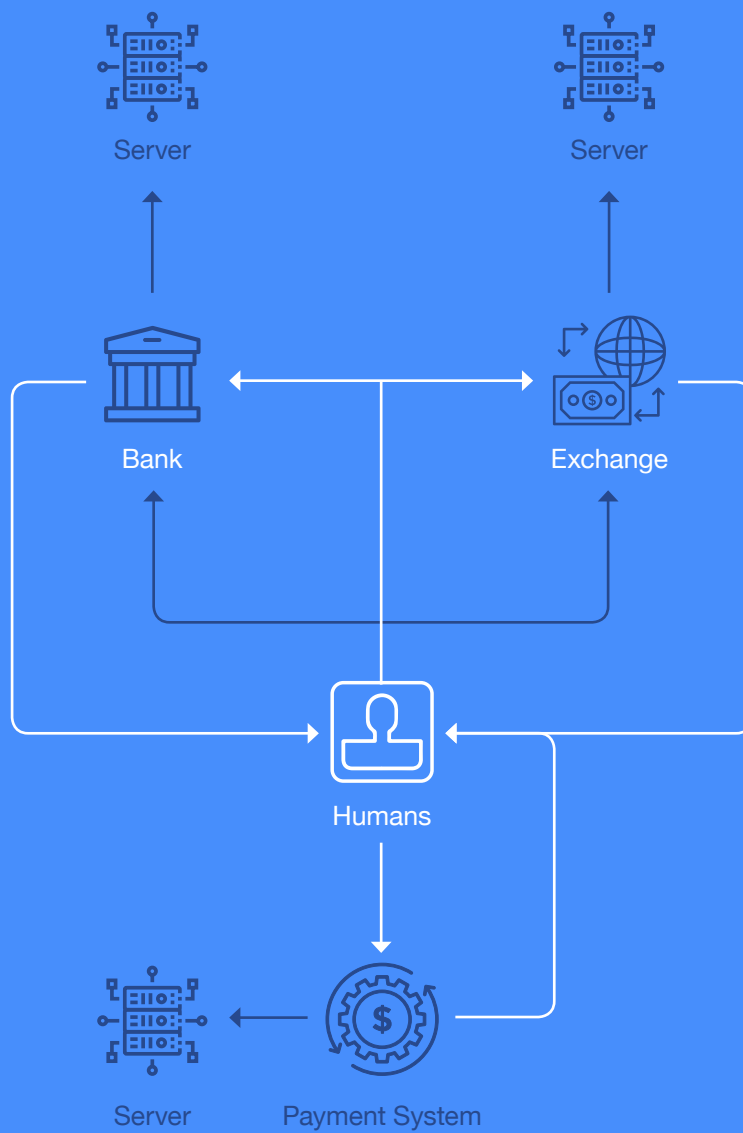 Server
Server
Bank
Exchange
$
Humans
$
Server
Payment System